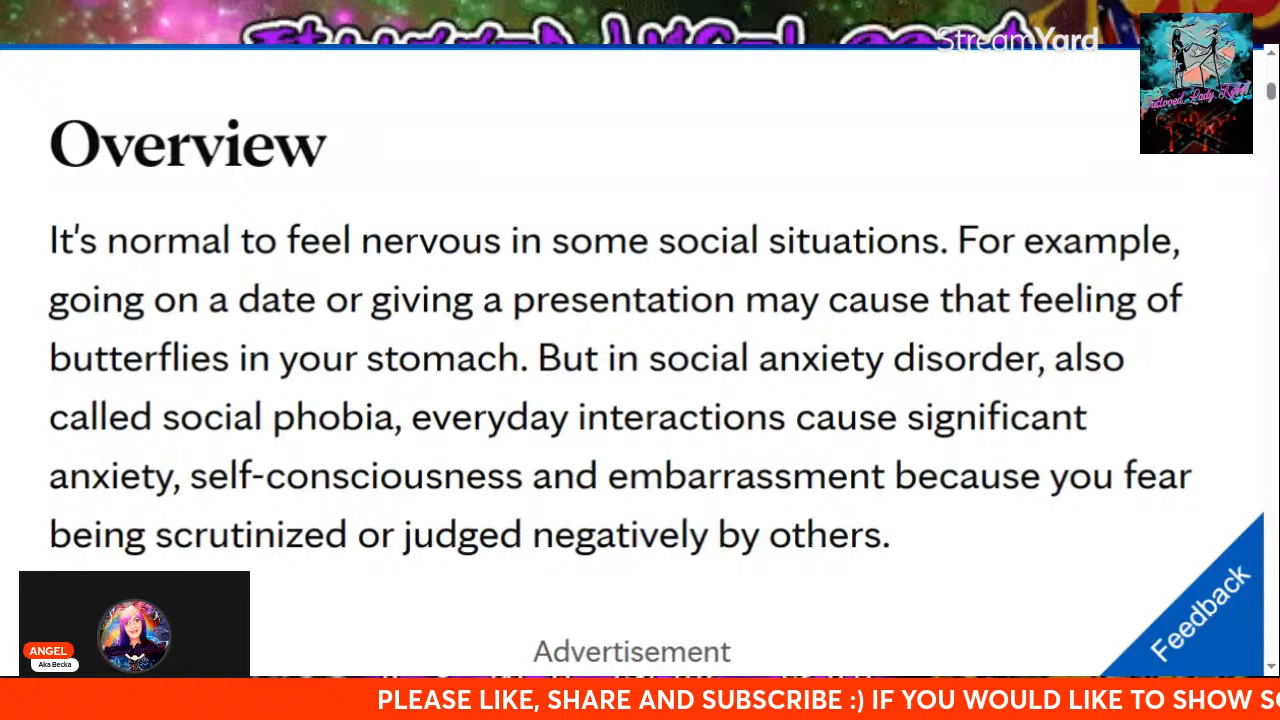 StreamYard
Tattooed Lady Rebel
Overview
It's normal to feel nervous in some social situations. For example,
going on a date or giving a presentation may cause that feeling of
butterflies in your stomach. But in social anxiety disorder, also
called social phobia, everyday interactions cause significant
anxiety, self-consciousness and embarrassment because you fear
being scrutinized or judged negatively by others.
Feedback
ANGEL
Aka Becka
Advertisement
PLEASE LIKE, SHARE AND SUBSCRIBE :) IF YOU WOULD LIKE TO SHOW